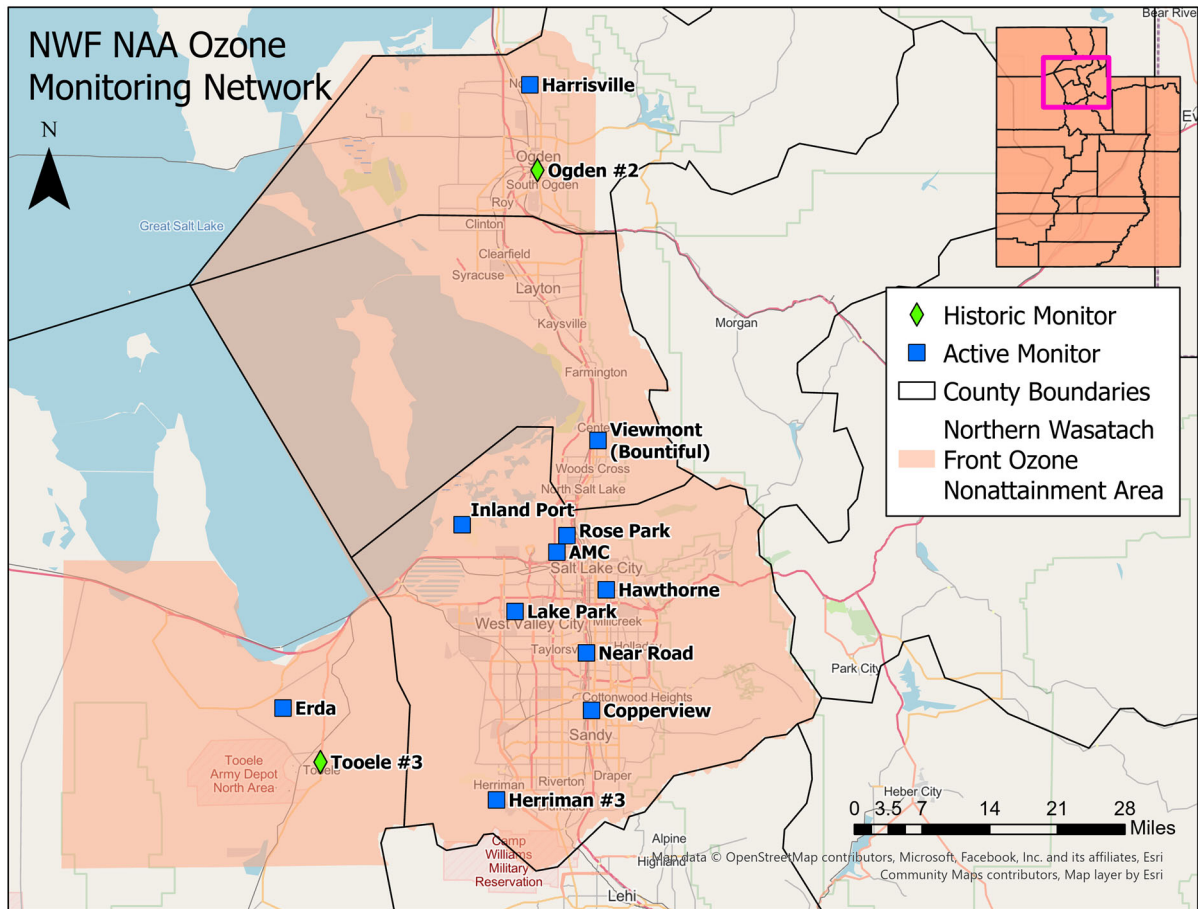 NWF NAA Ozone
Monitoring Network
N
Bear River
Harrisville
Ogden
Ogden #2
South Ogden
Roy
Great Salt Lake
Clinton
Clearfield
Syracuse
Layton
Kaysville
Morgan
Farmington
Historic Monitor
Active Monitor
County Boundaries
Northern Wasatach
Front Ozone
Nonattainment Area
Viewmont
(Bountiful)
Woods Cross
North Salt Lake
Inland Port
Rose Park
AMC
Salt Lake City
Hawthorne
Lake Park
West Valley City
Millcreek
Near Road
Park City
Cottonwood Heights
Erda
Copperview
Sandy
Tooele
Army Depot
North Area
Tooele #3
Herriman
Riverton
Draper
Herriman #3
Heber City
0 3.5 7 14 21 28
Miles
Alpine
Highland
Camp
Williams
Military
Reservation
Lehi
Map data © OpenStreetMap contributors, Microsoft, Facebook, Inc. and its affiliates, Esri
Community Maps contributors, Map layer by Esri